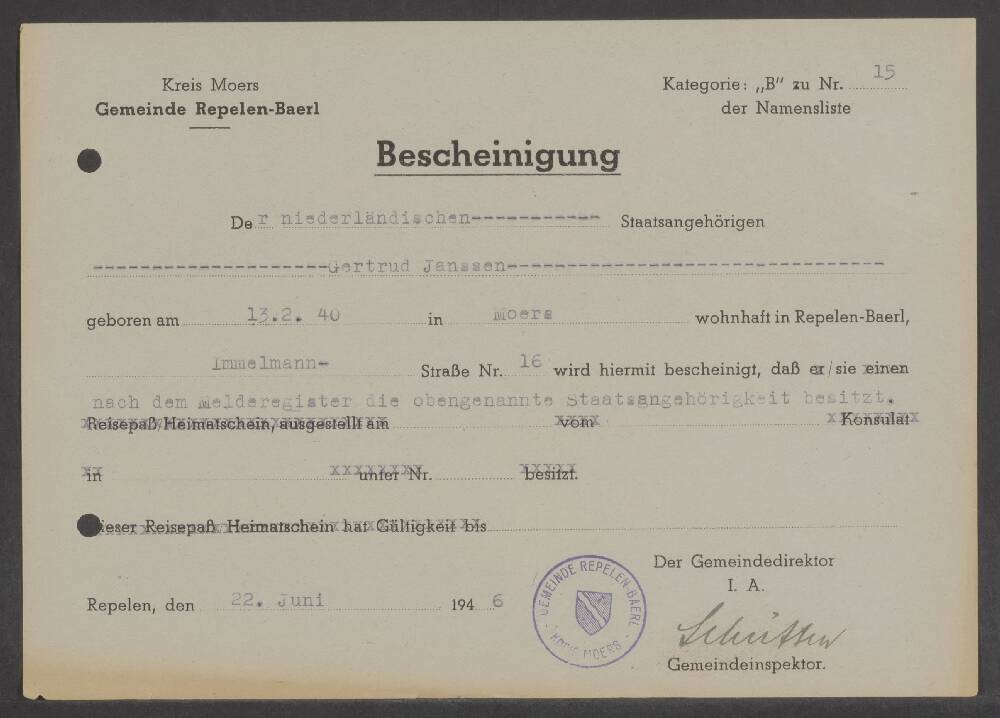 Kreis Moers
Gemeinde Repelen-Baerl
Kategorie: „B" zu Nr. 15
der Namensliste
Bescheinigung
Der niederländischen----------- Staatsangehörigen
--------------------Gertrud Janssen--------------------------------
geboren am 13.2. 40 in Moers wohnhaft in Repelen-Baerl,
Immelmann- Straße Nr. 16 wird hiermit bescheinigt, daß er/sie einen
nach dem Melderegister die obengenannte Staatsangehörigkeit besitzt.
Reisepaß, Heimatschein, ausgestellt am vom Konsulat
in unter Nr. besitzt.
Dieser Reisepaß Heimatschein hat Gültigkeit bis
Repelen, den 22. Juni 1946
GEMEINDE REPELEN-BAERL
KREIS MOERS
Der Gemeindedirektor
I. A.
Schütten
Gemeindeinspektor.